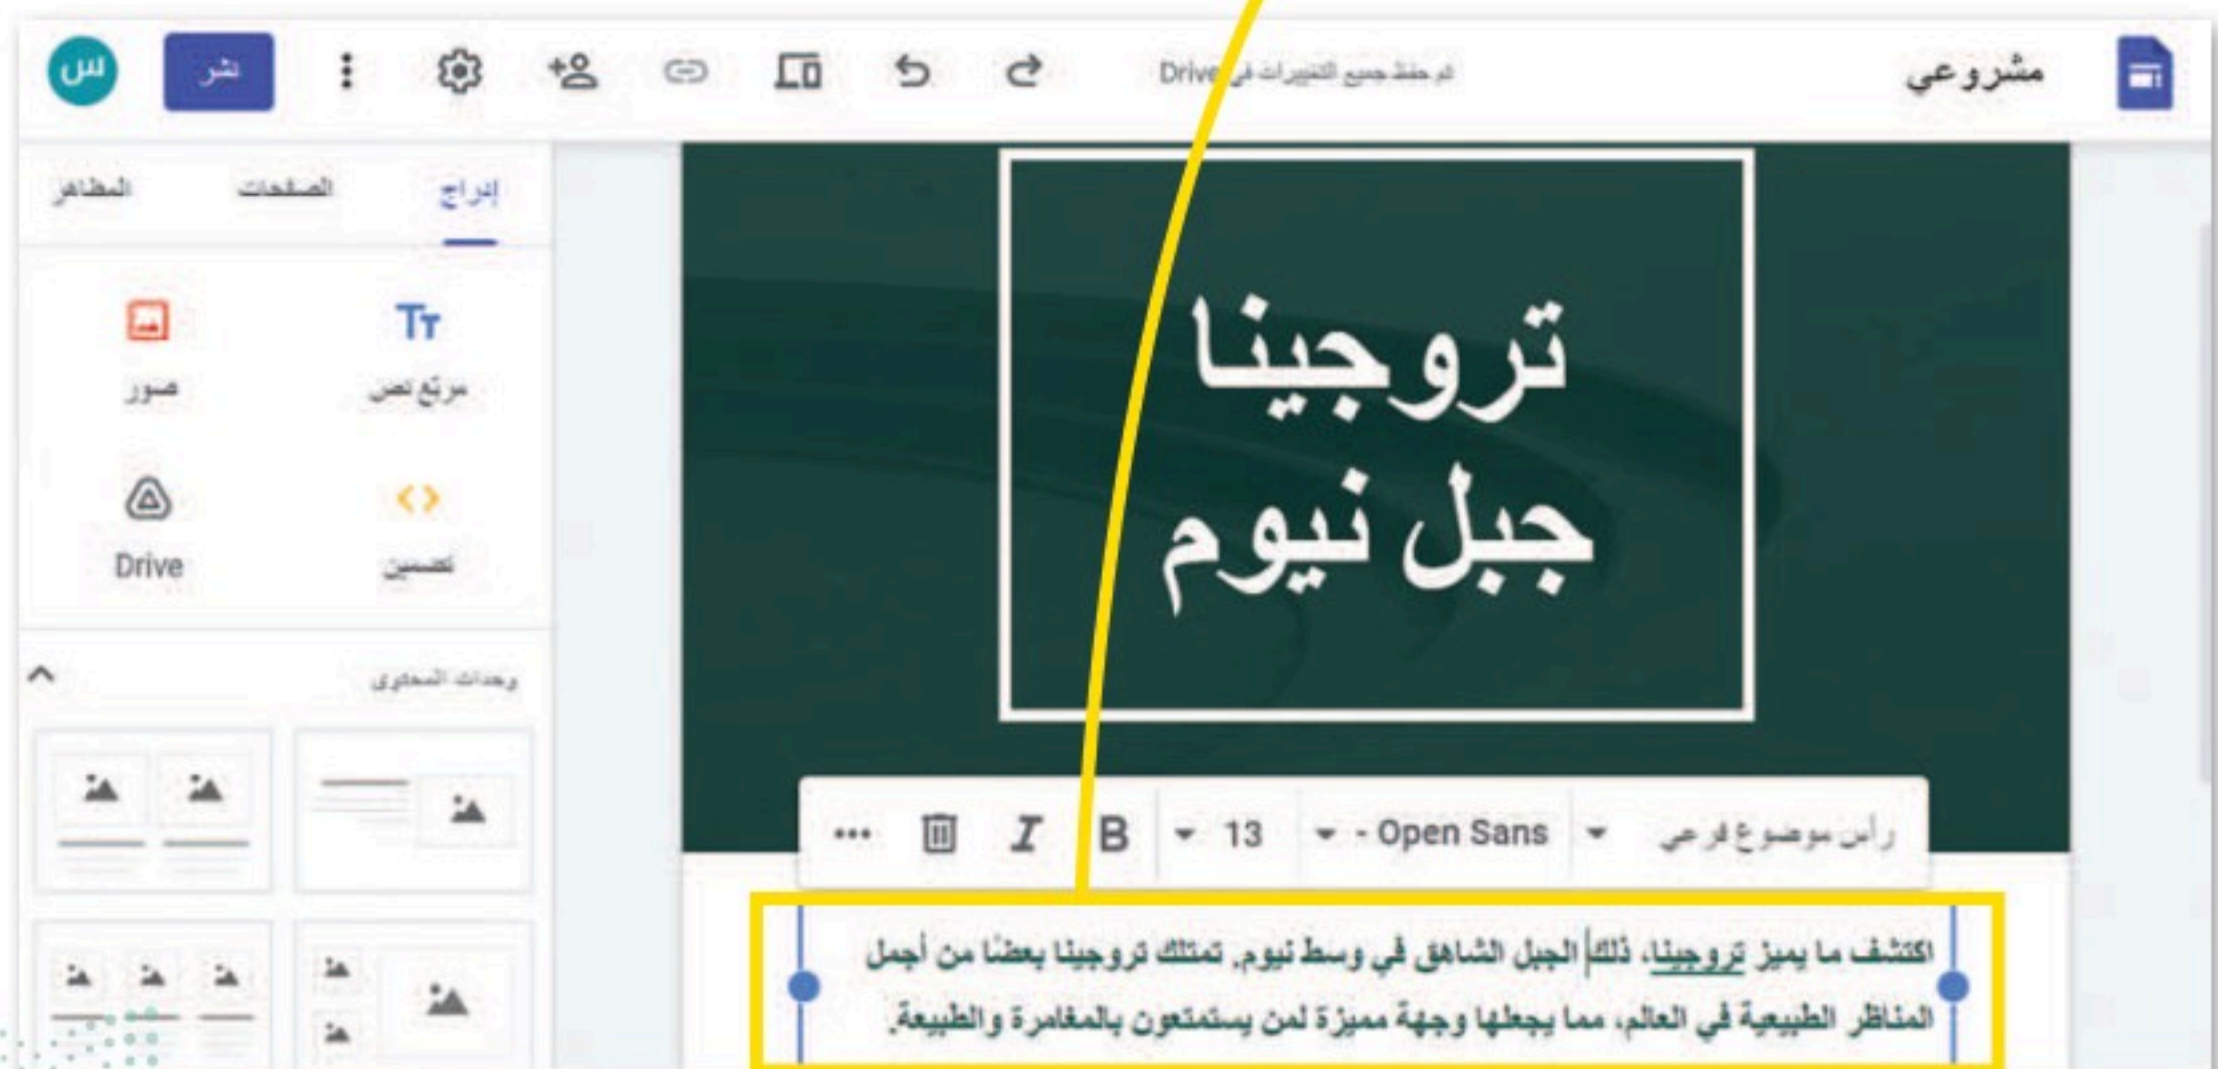 مشروعي
تم حفظ جميع التغييرات في Drive
نشر
س
إدراج
الصفحات
المظاهر
مربّع نص
صور
تضمين
Drive
وحدات المحتوى
تروجينا
جبل نيوم
رأس موضوع فرعي
Open Sans -
13
B
I
اكتشف ما يميز تروجينا، ذلك الجبل الشاهق في وسط نيوم. تمتلك تروجينا بعضًا من أجمل
المناظر الطبيعية في العالم، مما يجعلها وجهة مميزة لمن يستمتعون بالمغامرة والطبيعة.